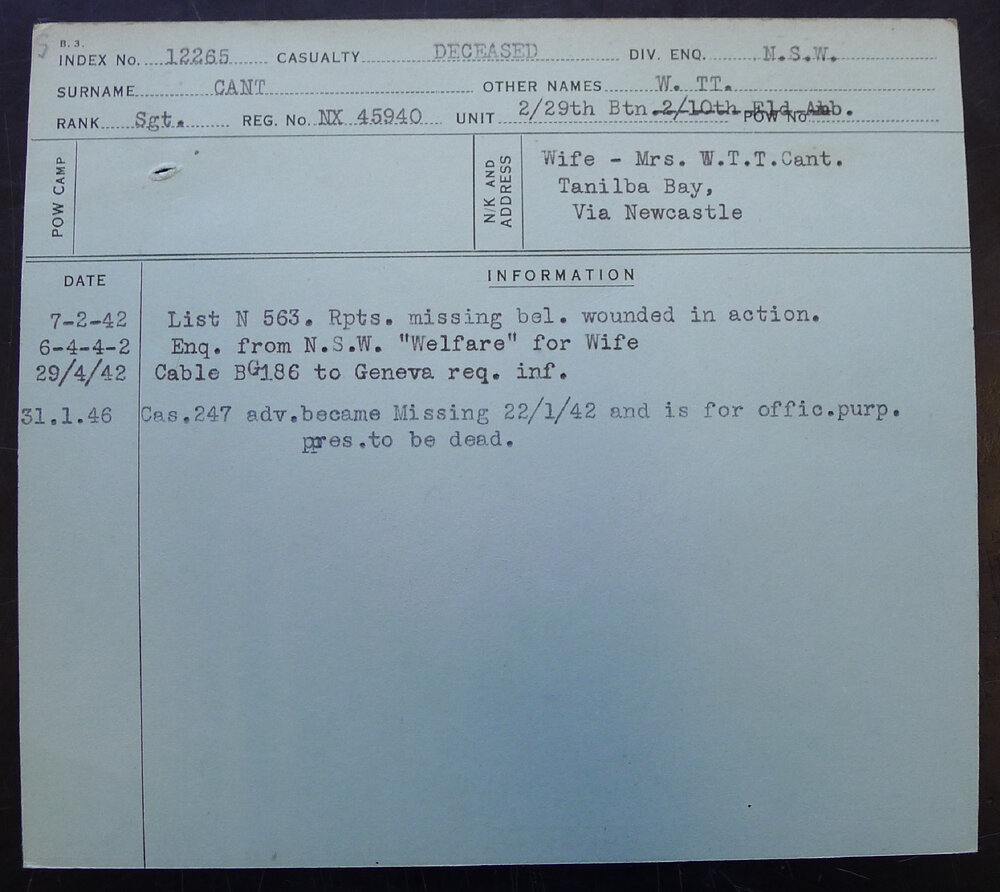 B. 3.
INDEX No. 12265 CASUALTY DECEASED DIV. ENQ. N.S.W.
SURNAME CANT OTHER NAMES W. TT.
RANK Sgt. REG. No. NX 45940 UNIT 2/29th Btn. 2/10th Fld Amb. POW No
POW CAMP
N/K AND ADDRESS
Wife - Mrs. W.T.T.Cant.
Tanilba Bay,
Via Newcastle
DATE INFORMATION
7-2-42 List N 563. Rpts. missing bel. wounded in action.
6-4-4-2 Enq. from N.S.W. "Welfare" for Wife
29/4/42 Cable BG186 to Geneva req. inf.
31.1.46 Cas.247 adv.became Missing 22/1/42 and is for offic.purp.
pres.to be dead.